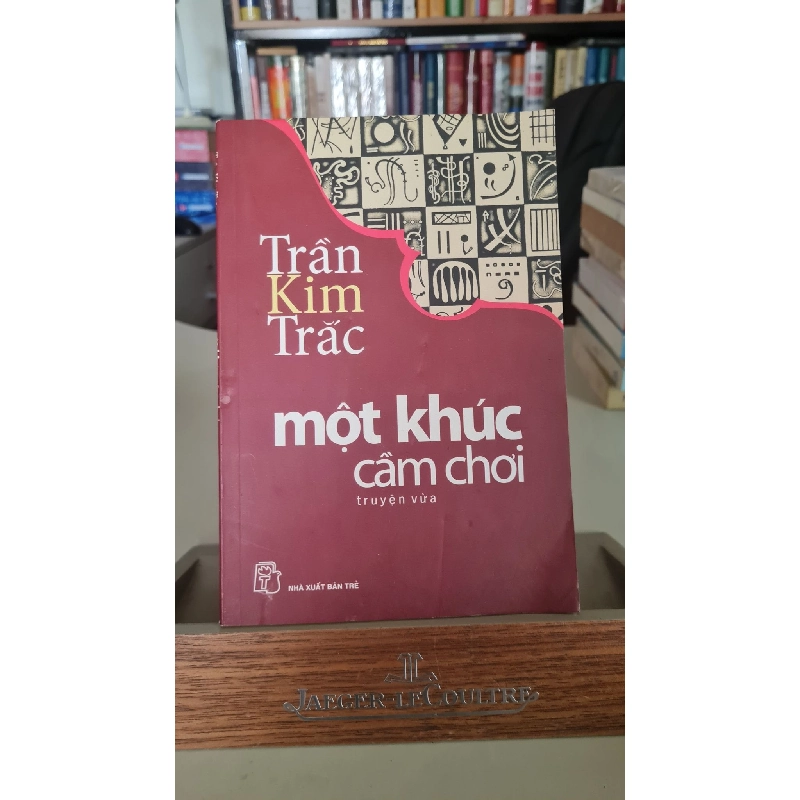 Trần
Kim
Trắc
một khúc
cầm chơi
truyện vừa
NHÀ XUẤT BẢN TRẺ
JAEGER-LECOULTRE